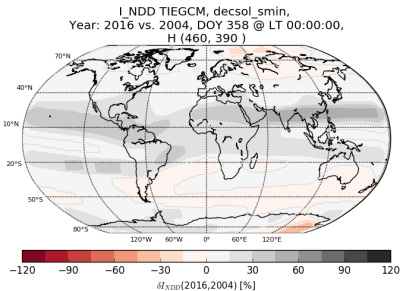 I_NDD TIEGCM, decsol_smin,
Year: 2016 vs. 2004, DOY 358 @ LT 00:00:00,
H (460, 390 )
70°N
40°N
10°N
20°S
50°S
80°S
120°W 60°W 0° 60°E 120°E
−120 −90 −60 −30 0 30 60 90 120
δI_NDD(2016,2004) [%]